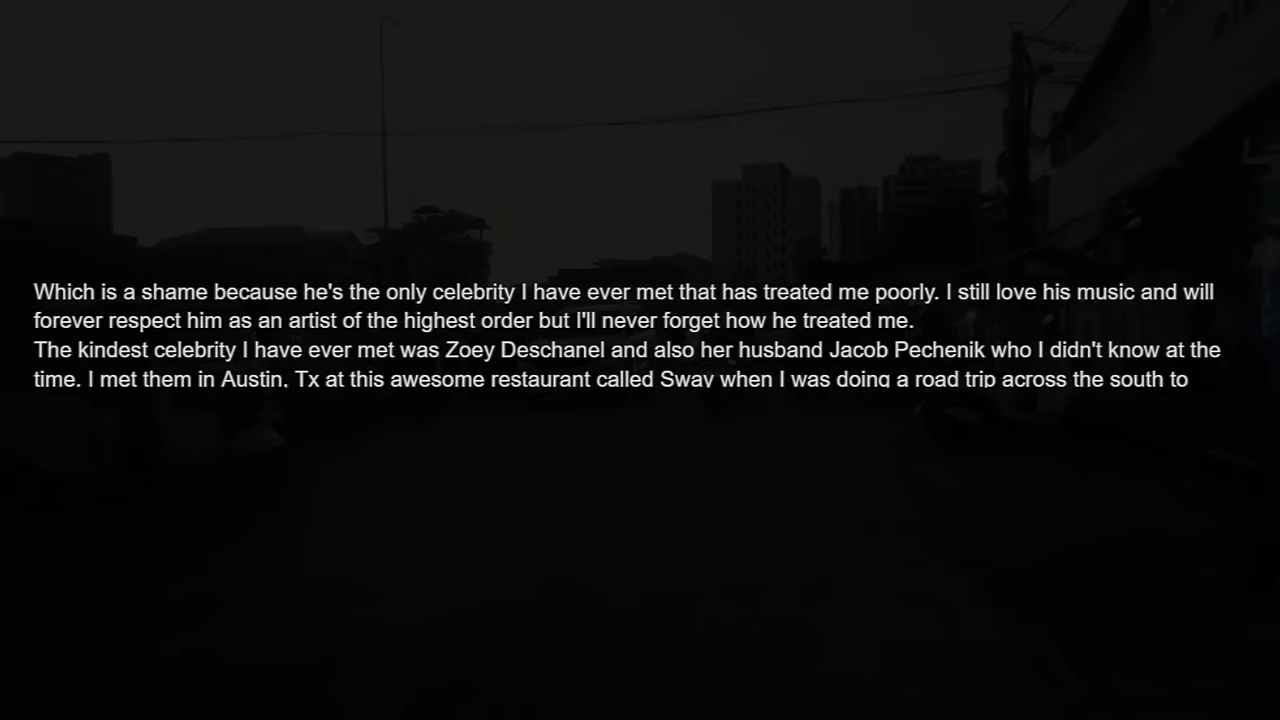 Which is a shame because he's the only celebrity I have ever met that has treated me poorly. I still love his music and will
forever respect him as an artist of the highest order but I'll never forget how he treated me.
The kindest celebrity I have ever met was Zoey Deschanel and also her husband Jacob Pechenik who I didn't know at the
time. I met them in Austin, Tx at this awesome restaurant called Sway when I was doing a road trip across the south to